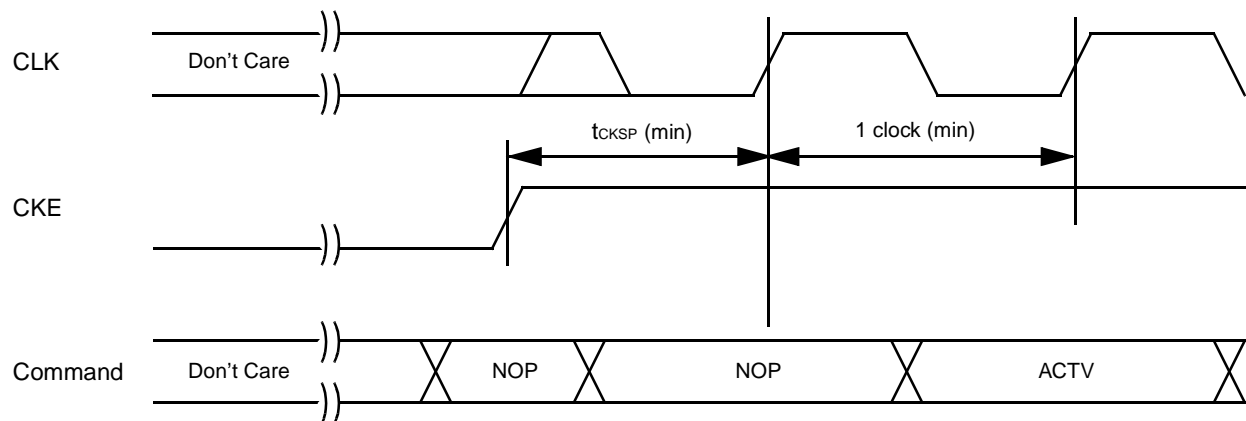 CLK Don't Care
tCKSP (min) 1 clock (min)
CKE
Command Don't Care NOP NOP ACTV